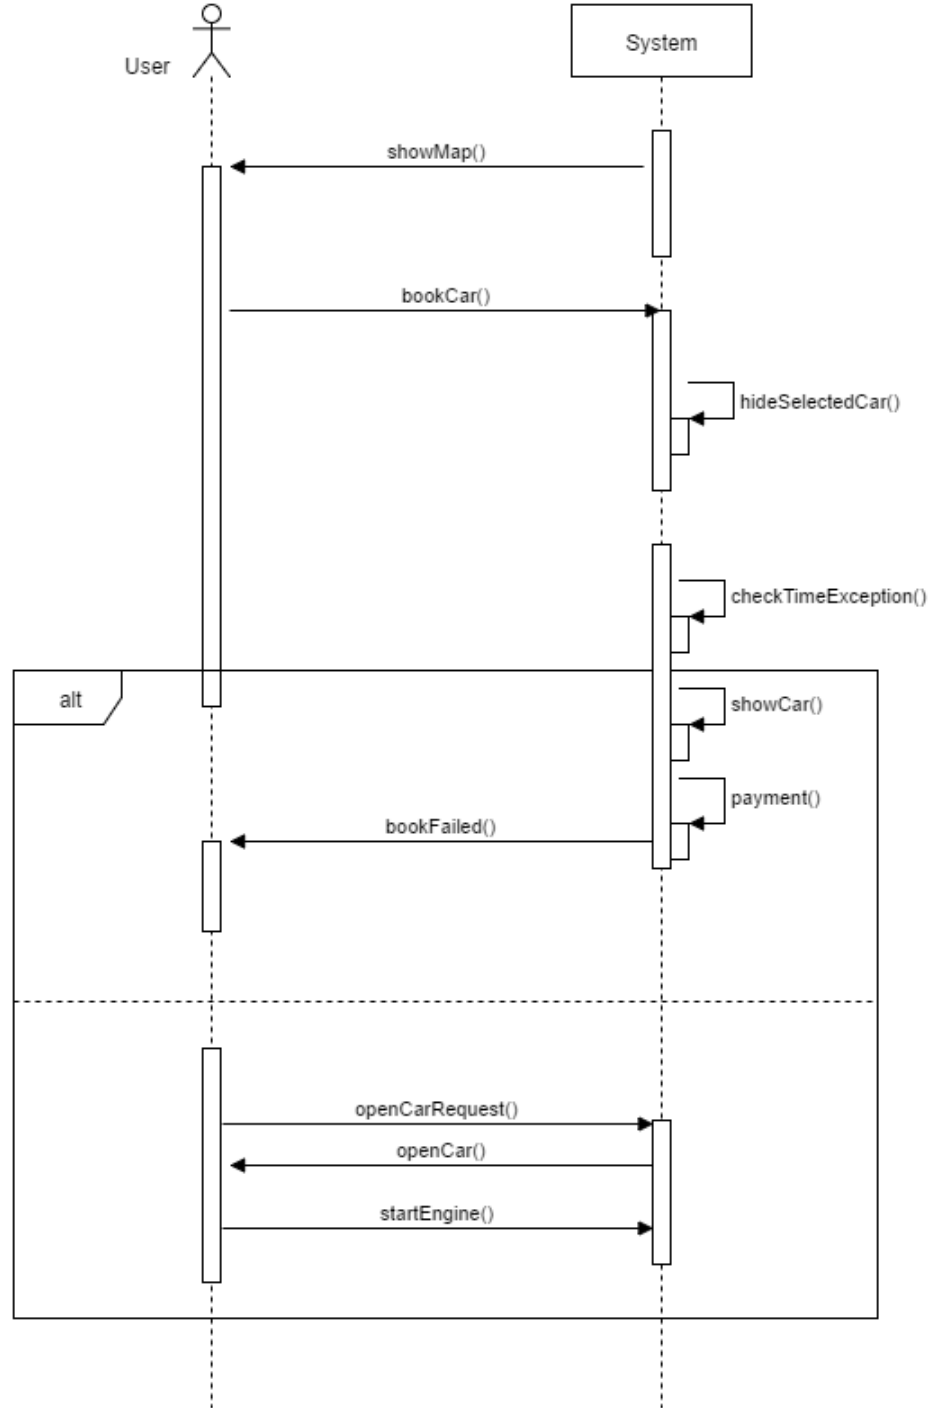 User
System
showMap()
bookCar()
hideSelectedCar()
checkTimeException()
alt
showCar()
payment()
bookFailed()
openCarRequest()
openCar()
startEngine()